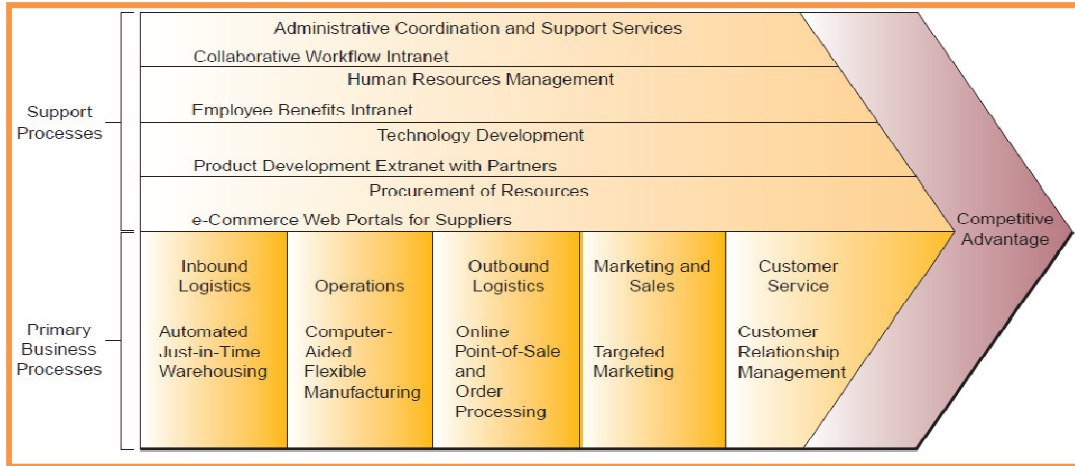 Administrative Coordination and Support Services
Collaborative Workflow Intranet
Human Resources Management
Employee Benefits Intranet
Technology Development
Product Development Extranet with Partners
Procurement of Resources
e-Commerce Web Portals for Suppliers
Support
Processes
Competitive
Advantage
Primary
Business
Processes
Inbound
Logistics
Automated
Just-in-Time
Warehousing
Operations
Computer-
Aided
Flexible
Manufacturing
Outbound
Logistics
Online
Point-of-Sale
and
Order
Processing
Marketing and
Sales
Targeted
Marketing
Customer
Service
Customer
Relationship
Management